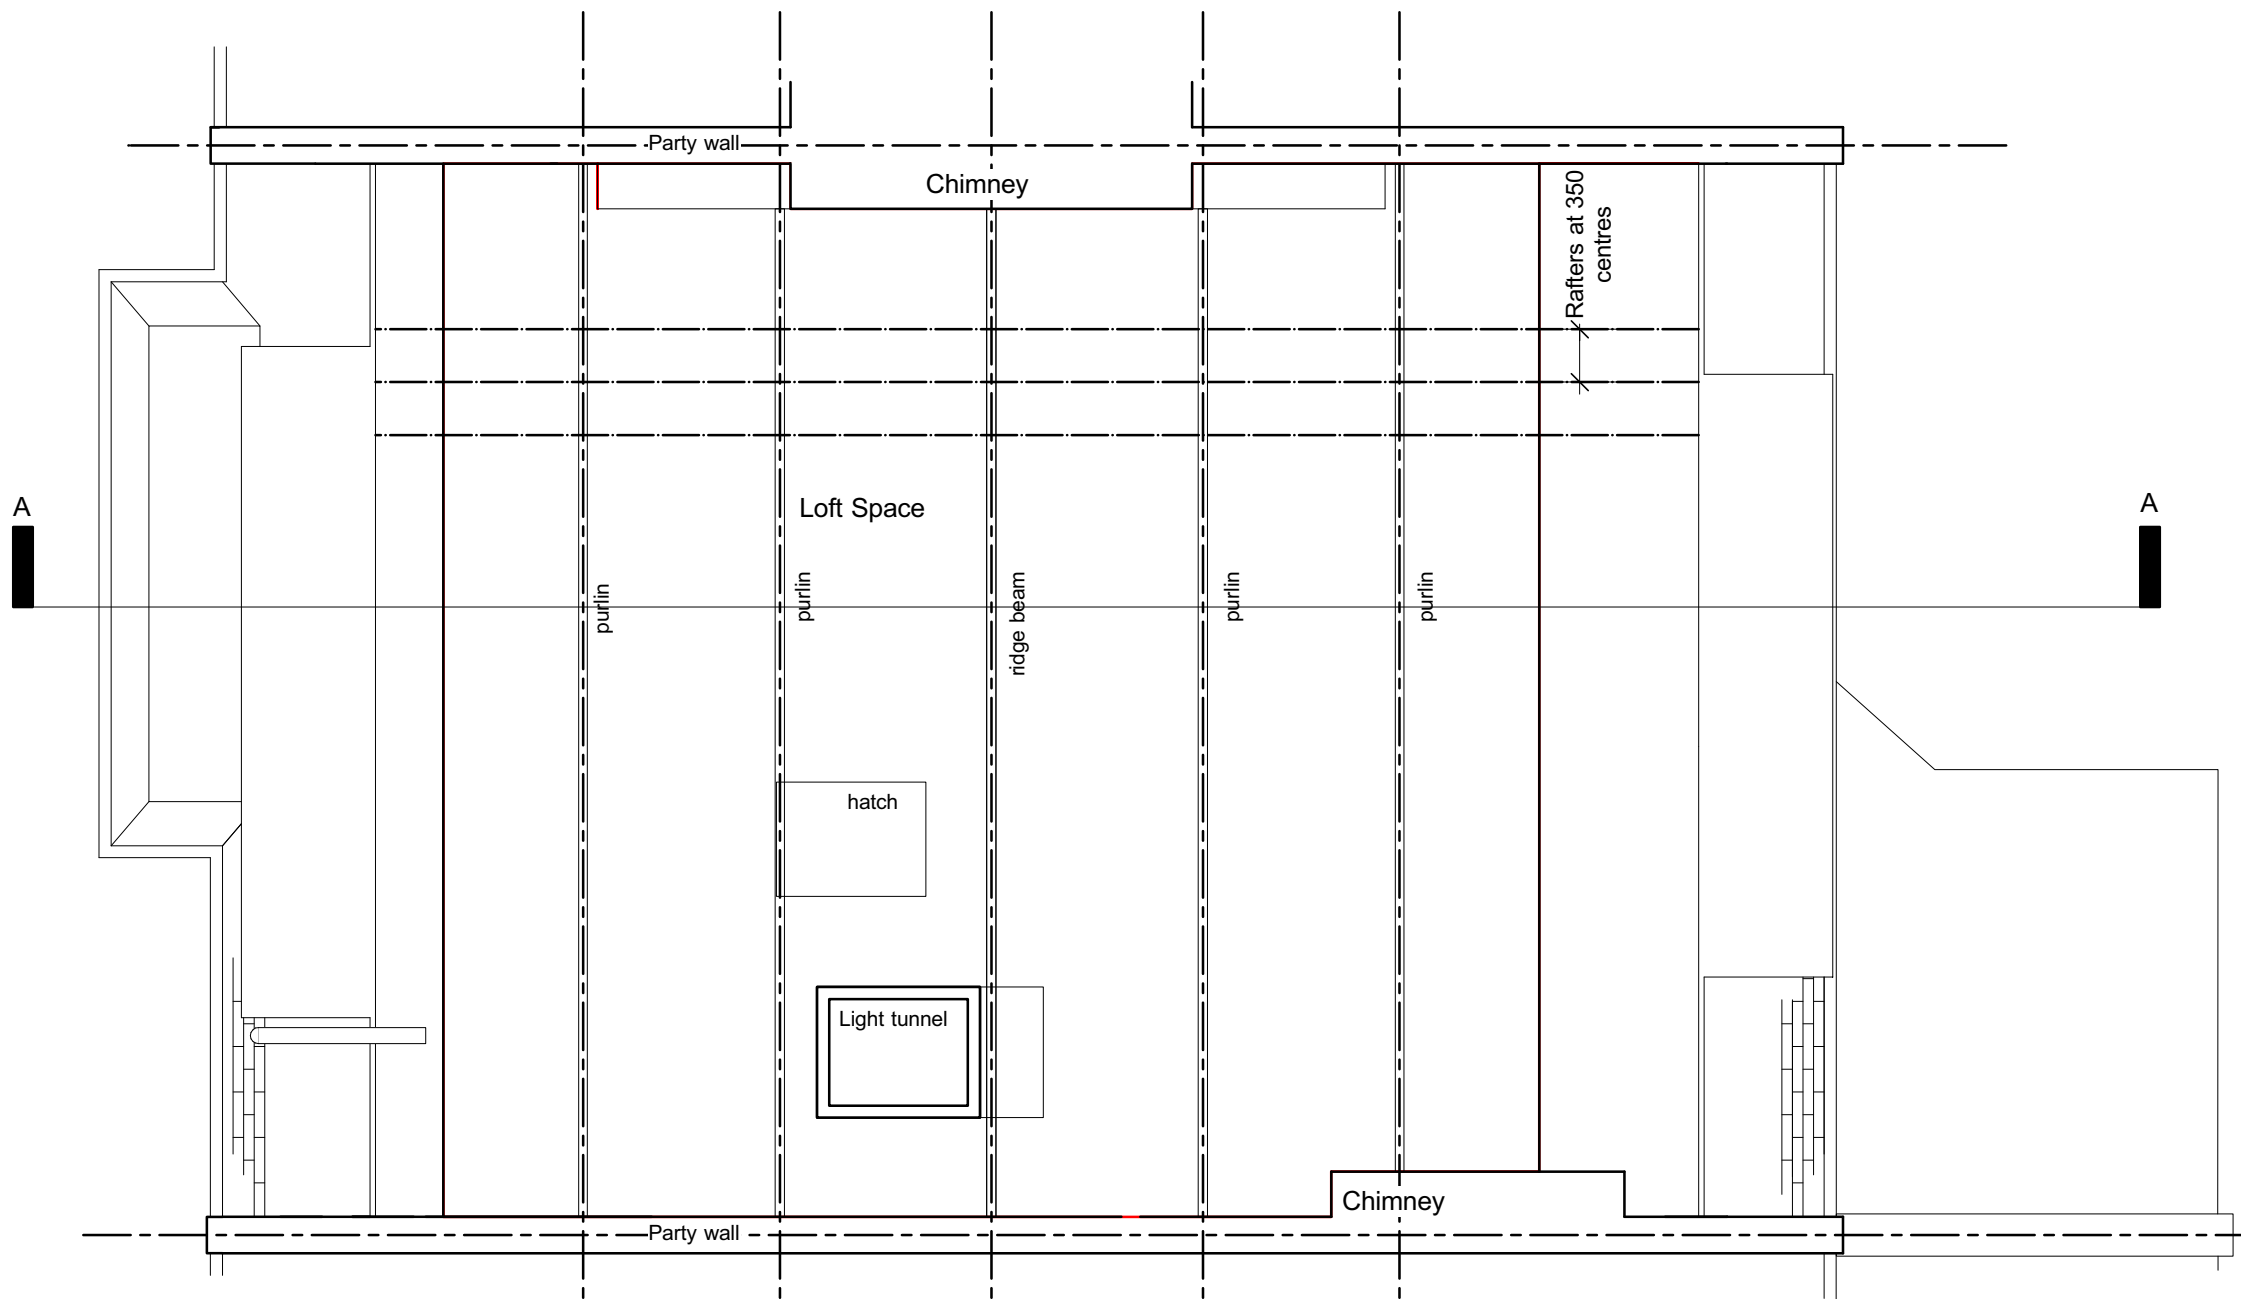 Party wall
Chimney
Rafters at 350
centres
A
A
Loft Space
purlin
purlin
ridge beam
purlin
purlin
hatch
Light tunnel
Chimney
Party wall